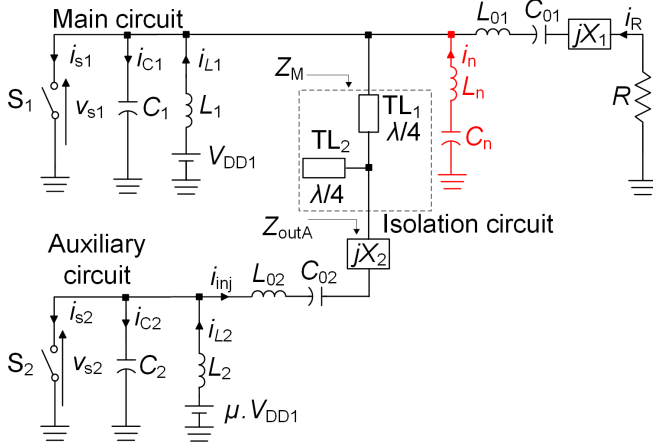 Main circuit
L01 C01 jX1 iR
is1 iC1 iL1 ZM in
S1 vs1 C1 L1 TL1 Ln R
TL2 λ/4
VDD1 Cn
λ/4
ZoutA Isolation circuit
Auxiliary
circuit
jX2
iinj L02 C02
is2 iC2 iL2
S2 vs2 C2 L2
μ.VDD1